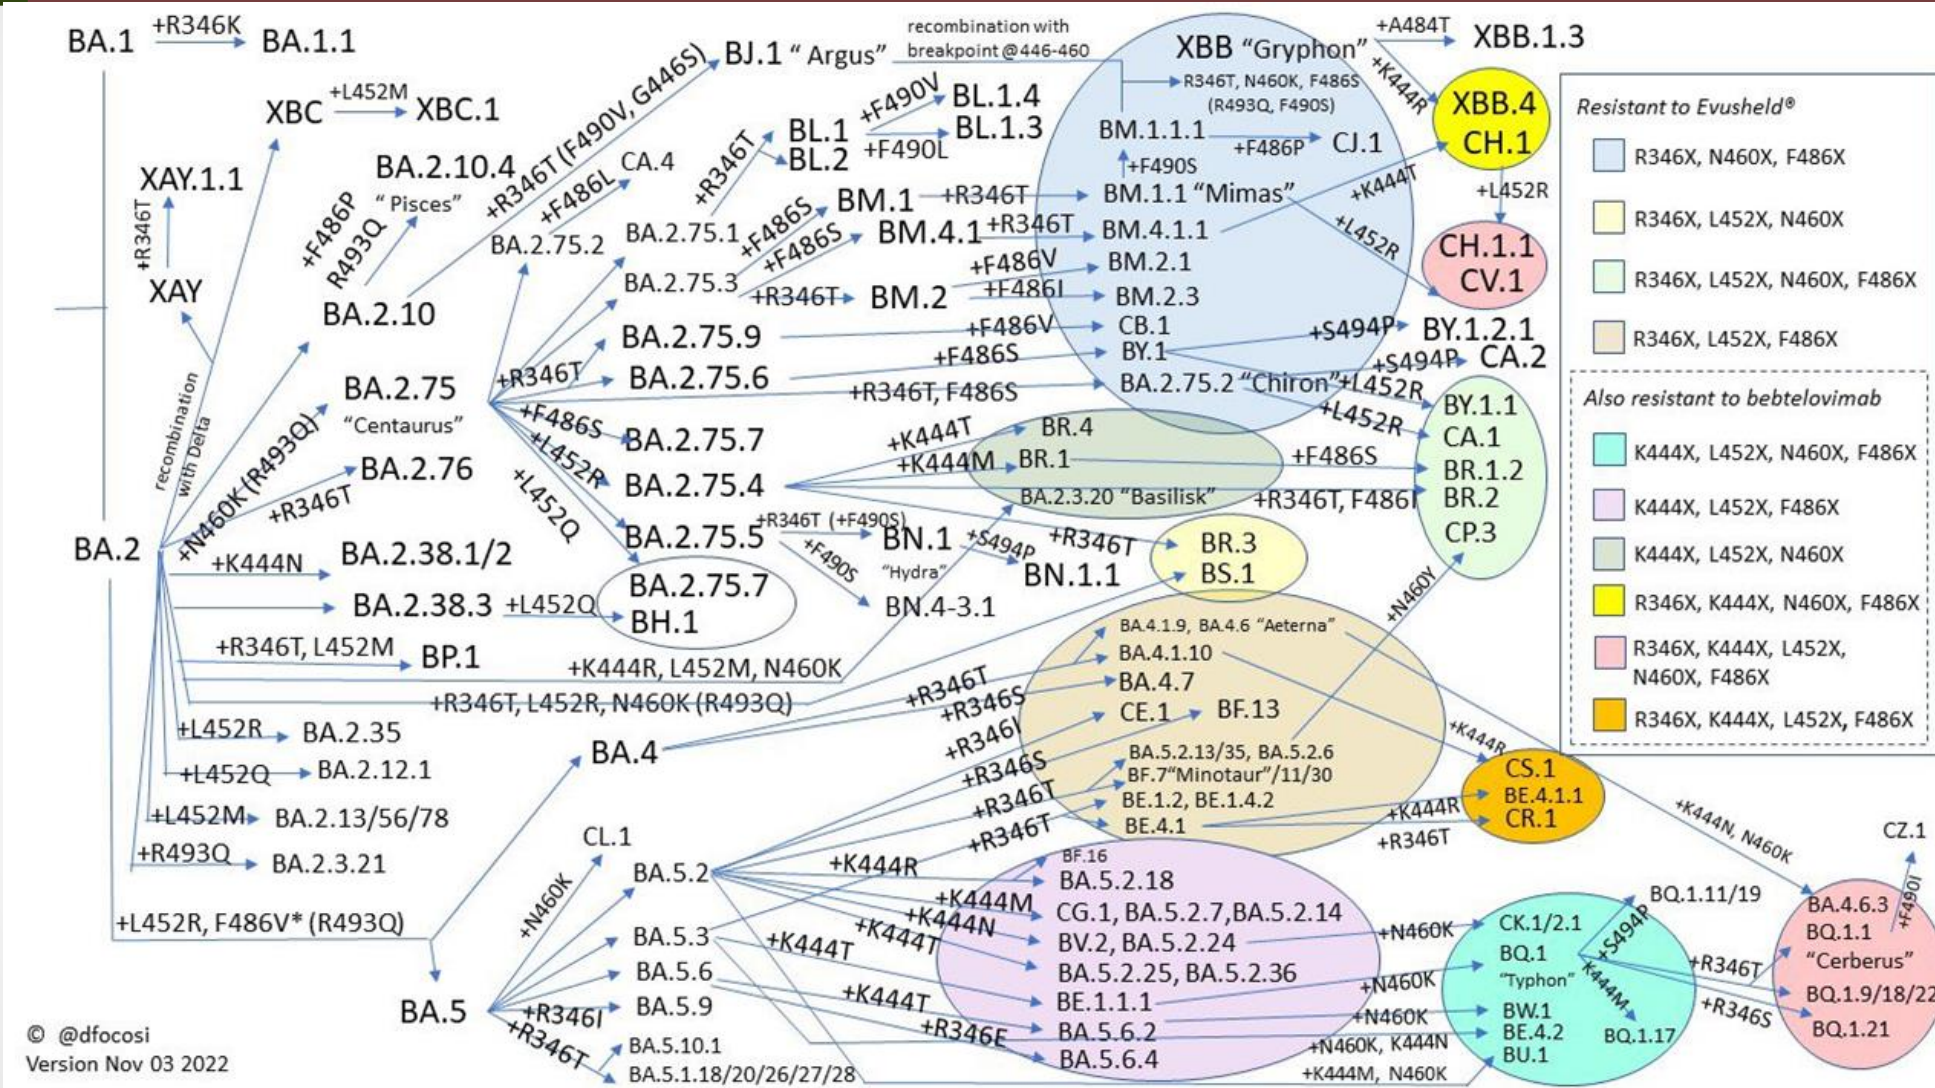 BA.1
+R346K
BA.1.1
XBC
+L452M
XBC.1
XAY.1.1
+R346T
XAY
recombination
with Delta
BA.2.10.4
“ Pisces”
+F486P
R493Q
BA.2.10
+R346T (F490V, G446S)
BJ.1 “ Argus”
recombination with
breakpoint @446-460
+F486L
CA.4
BA.2.75.2
+R346T
BL.1
BL.2
+F490V
BL.1.4
BL.1.3
+F490L
BA.2.75.1
BA.2.75.3
+F486S
+F486S
BM.1
+R346T
BM.4.1
+R346T
+R346T
BM.2
+F486V
+F486I
XBB “Gryphon”
R346T, N460K, F486S
(R493Q, F490S)
BM.1.1.1
+F486P
CJ.1
+F490S
BM.1.1 “Mimas”
BM.4.1.1
BM.2.1
BM.2.3
CB.1
BY.1
BA.2.75.2 “Chiron”
+A484T
XBB.1.3
+K444R
XBB.4
CH.1
+K444T
+L452R
+L452R
CH.1.1
CV.1
+S494P
BY.1.2.1
+S494P
CA.2
+L452R
+L452R
BY.1.1
CA.1
BR.1.2
BR.2
CP.3
BA.2.75
“Centaurus”
+N460K (R493Q)
BA.2.76
+R346T
+R346T
BA.2.75.9
+F486V
BA.2.75.6
+F486S
+R346T, F486S
+F486S
BA.2.75.7
+L452R
BA.2.75.4
+L452Q
+K444T
BR.4
+K444M
BR.1
BA.2.3.20 “Basilisk”
+F486S
+R346T, F486I
BA.2.75.5
+R346T (+F490S)
BN.1
“Hydra”
+S494P
BN.1.1
+F490S
BN.4-3.1
+R346T
BR.3
BS.1
BA.2
+K444N
BA.2.38.1/2
BA.2.38.3
+L452Q
BA.2.75.7
BH.1
+R346T, L452M
BP.1
+K444R, L452M, N460K
+R346T, L452R, N460K (R493Q)
+L452R
BA.2.35
+L452Q
BA.2.12.1
+L452M
BA.2.13/56/78
+R493Q
BA.2.3.21
+L452R, F486V* (R493Q)
BA.4
+R346T
+R346S
+R346I
+R346S
+R346T
+R346T
BA.4.1.9, BA.4.6 “Aeterna”
BA.4.1.10
BA.4.7
CE.1
BF.13
BA.5.2.13/35, BA.5.2.6
BF.7“Minotaur”/11/30
BE.1.2, BE.1.4.2
BE.4.1
+N460Y
+K444R
CS.1
BE.4.1.1
CR.1
+K444R
+R346T
+K444N, N460K
BA.5
CL.1
+N460K
BA.5.2
BA.5.3
BA.5.6
BA.5.9
+R346I
+R346T
BA.5.10.1
BA.5.1.18/20/26/27/28
+K444R
+K444M
+K444N
+K444T
+K444T
+K444T
+R346E
BF.16
BA.5.2.18
CG.1, BA.5.2.7,BA.5.2.14
BV.2, BA.5.2.24
BA.5.2.25, BA.5.2.36
BE.1.1.1
BA.5.6.2
BA.5.6.4
+N460K
+N460K
+N460K
+N460K, K444N
+K444M, N460K
CK.1/2.1
BQ.1
“Typhon”
BW.1
BE.4.2
BU.1
+S494P
BQ.1.11/19
K444M
BQ.1.17
+R346T
+R346S
CZ.1
+F490I
BA.4.6.3
BQ.1.1
“Cerberus”
BQ.1.9/18/22
BQ.1.21
Resistant to Evusheld®
R346X, N460X, F486X
R346X, L452X, N460X
R346X, L452X, N460X, F486X
R346X, L452X, F486X
Also resistant to bebtelovimab
K444X, L452X, N460X, F486X
K444X, L452X, F486X
K444X, L452X, N460X
R346X, K444X, N460X, F486X
R346X, K444X, L452X,
N460X, F486X
R346X, K444X, L452X, F486X
© @dfocosi
Version Nov 03 2022